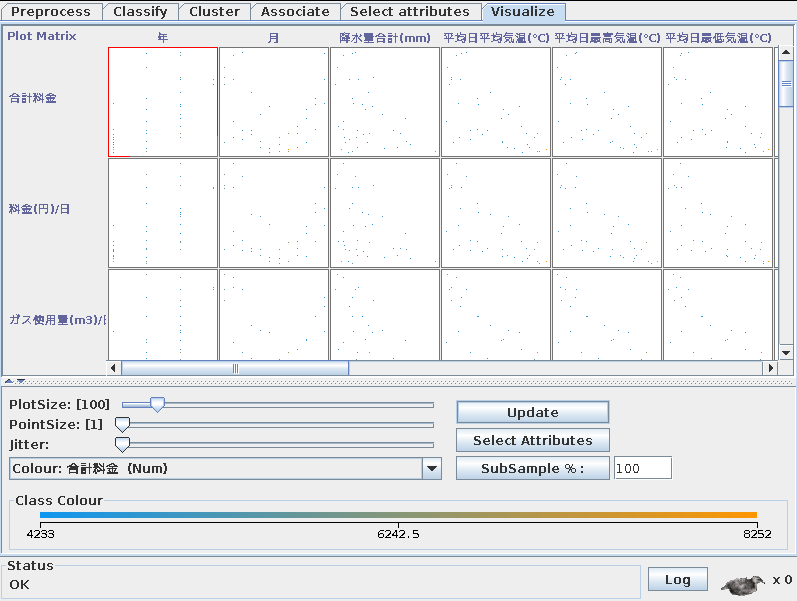 Preprocess Classify Cluster Associate Select attributes Visualize
Plot Matrix 年 月 降水量合計(mm) 平均日平均気温(℃) 平均日最高気温(℃) 平均日最低気温(℃)
合計料金
料金(円)/日
ガス使用量(m3)/日
PlotSize: [100]
PointSize: [1]
Jitter:
Update
Select Attributes
Colour: 合計料金 (Num)
SubSample % : 100
Class Colour
4233 6242.5 8252
Status
OK
Log x 0